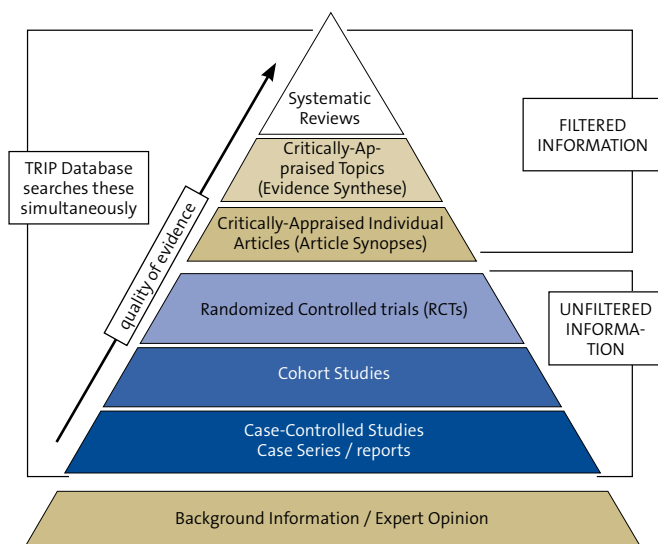 Systematic
Reviews
Critically-Ap-
praised Topics
(Evidence Synthese)
Critically-Appraised Individual
Articles (Article Synopses)
Randomized Controlled trials (RCTs)
Cohort Studies
Case-Controlled Studies
Case Series / reports
Background Information / Expert Opinion
TRIP Database
searches these
simultaneously
quality of evidence
FILTERED
INFORMATION
UNFILTERED
INFORMA-
TION